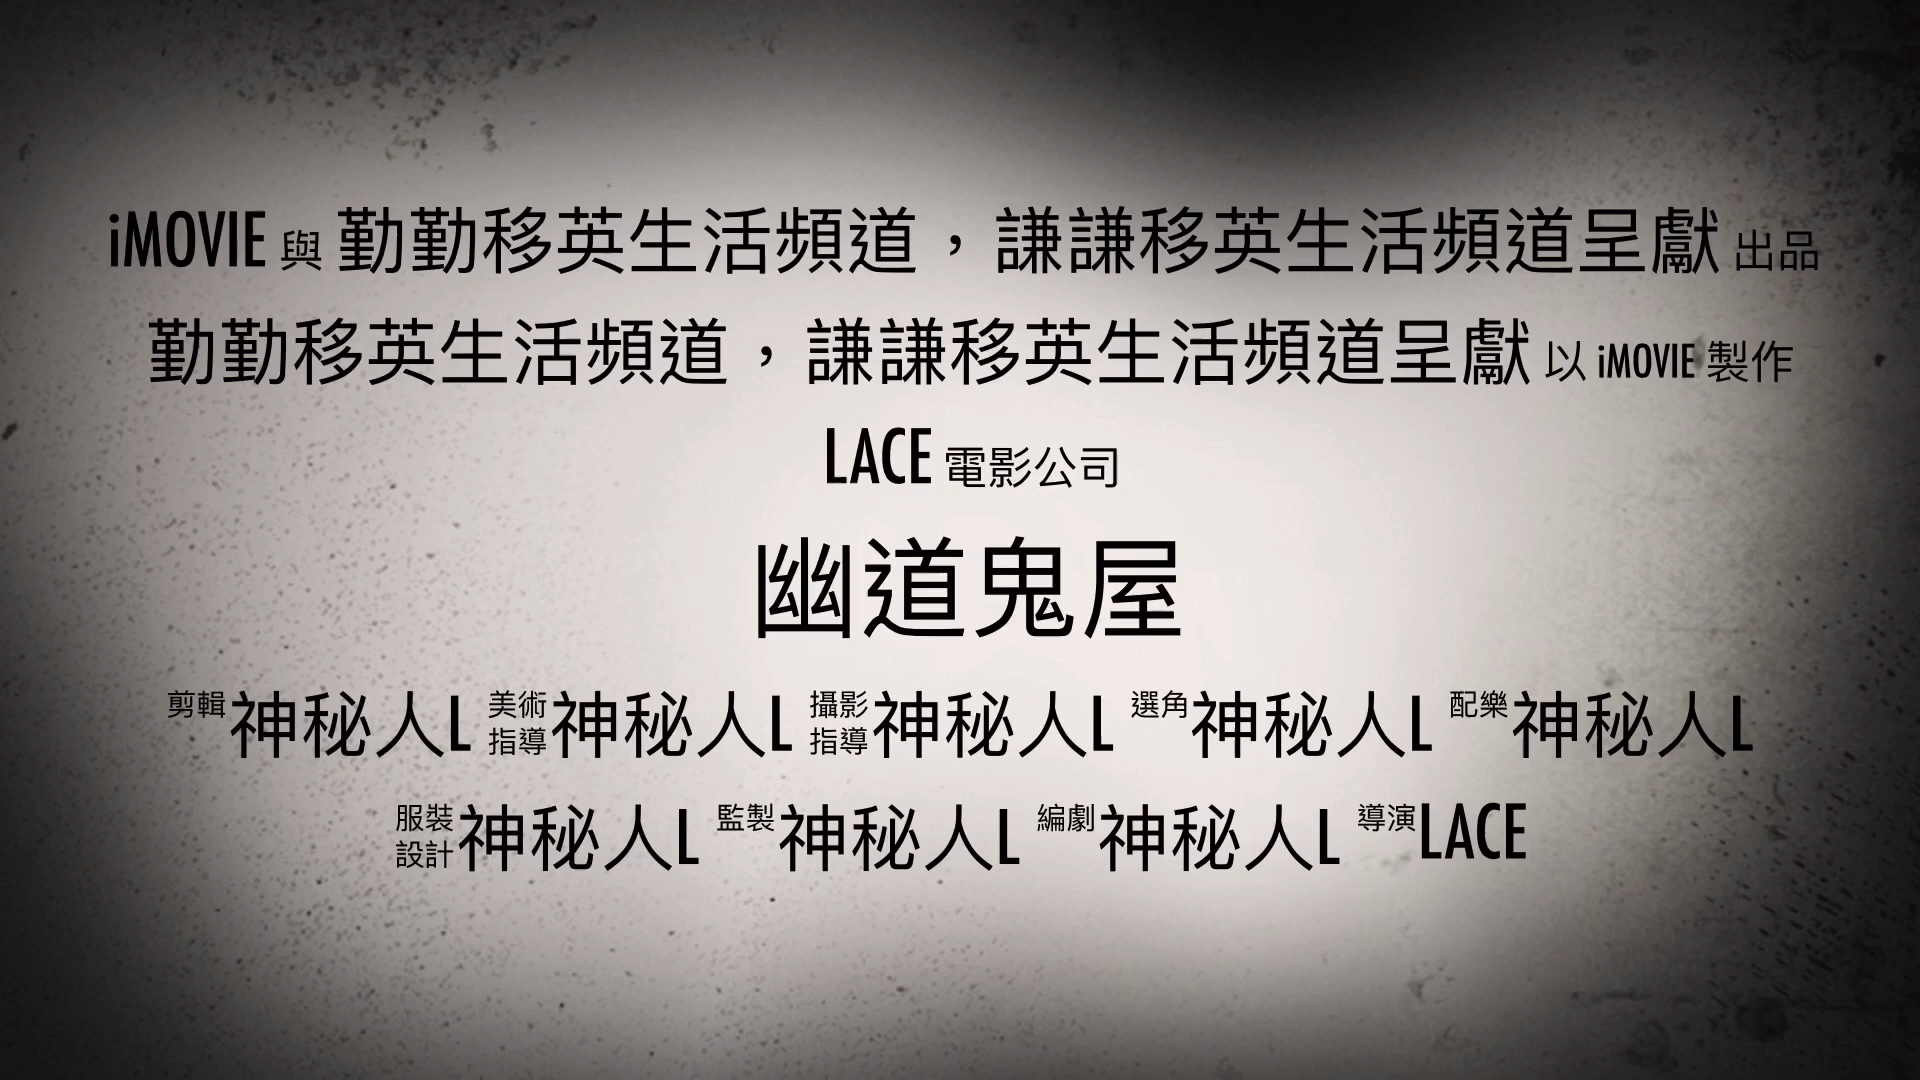 iMOVIE 與 勤勤移英生活頻道，謙謙移英生活頻道呈獻 出品
勤勤移英生活頻道，謙謙移英生活頻道呈獻 以 iMOVIE 製作
LACE 電影公司
幽道鬼屋
剪輯 神秘人L 美術指導 神秘人L 攝影指導 神秘人L 選角 神秘人L 配樂 神秘人L
服裝設計 神秘人L 監製 神秘人L 編劇 神秘人L 導演 LACE